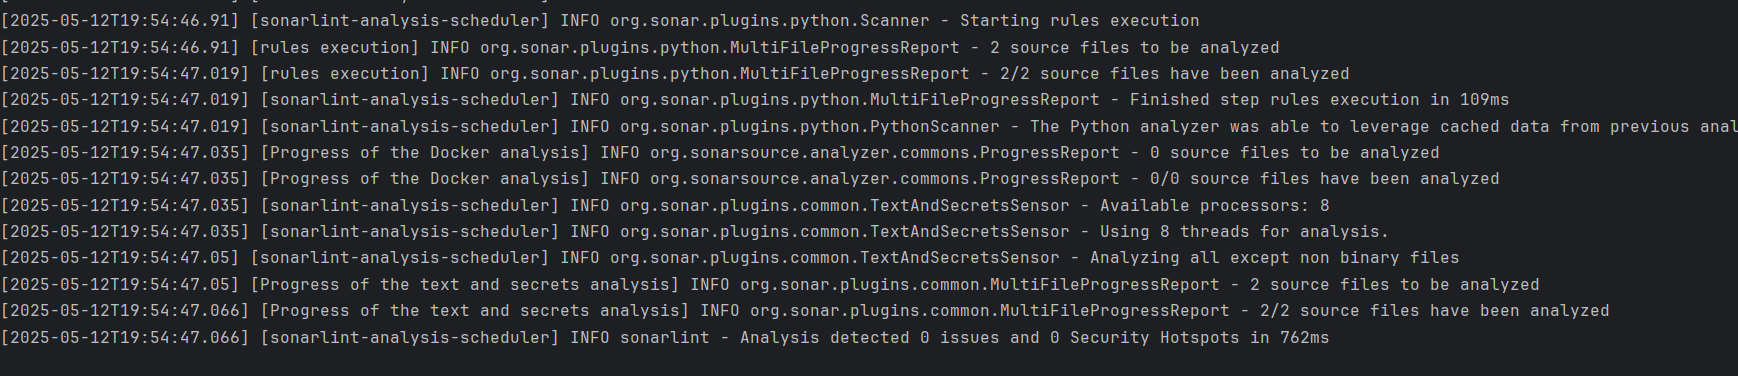 [2025-05-12T19:54:46.91] [sonarlint-analysis-scheduler] INFO org.sonar.plugins.python.Scanner - Starting rules execution
[2025-05-12T19:54:46.91] [rules execution] INFO org.sonar.plugins.python.MultiFileProgressReport - 2 source files to be analyzed
[2025-05-12T19:54:47.019] [rules execution] INFO org.sonar.plugins.python.MultiFileProgressReport - 2/2 source files have been analyzed
[2025-05-12T19:54:47.019] [sonarlint-analysis-scheduler] INFO org.sonar.plugins.python.MultiFileProgressReport - Finished step rules execution in 109ms
[2025-05-12T19:54:47.019] [sonarlint-analysis-scheduler] INFO org.sonar.plugins.python.PythonScanner - The Python analyzer was able to leverage cached data from previous anal
[2025-05-12T19:54:47.035] [Progress of the Docker analysis] INFO org.sonarsource.analyzer.commons.ProgressReport - 0 source files to be analyzed
[2025-05-12T19:54:47.035] [Progress of the Docker analysis] INFO org.sonarsource.analyzer.commons.ProgressReport - 0/0 source files have been analyzed
[2025-05-12T19:54:47.035] [sonarlint-analysis-scheduler] INFO org.sonar.plugins.common.TextAndSecretsSensor - Available processors: 8
[2025-05-12T19:54:47.035] [sonarlint-analysis-scheduler] INFO org.sonar.plugins.common.TextAndSecretsSensor - Using 8 threads for analysis.
[2025-05-12T19:54:47.05] [sonarlint-analysis-scheduler] INFO org.sonar.plugins.common.TextAndSecretsSensor - Analyzing all except non binary files
[2025-05-12T19:54:47.05] [Progress of the text and secrets analysis] INFO org.sonar.plugins.common.MultiFileProgressReport - 2 source files to be analyzed
[2025-05-12T19:54:47.066] [Progress of the text and secrets analysis] INFO org.sonar.plugins.common.MultiFileProgressReport - 2/2 source files have been analyzed
[2025-05-12T19:54:47.066] [sonarlint-analysis-scheduler] INFO sonarlint - Analysis detected 0 issues and 0 Security Hotspots in 762ms